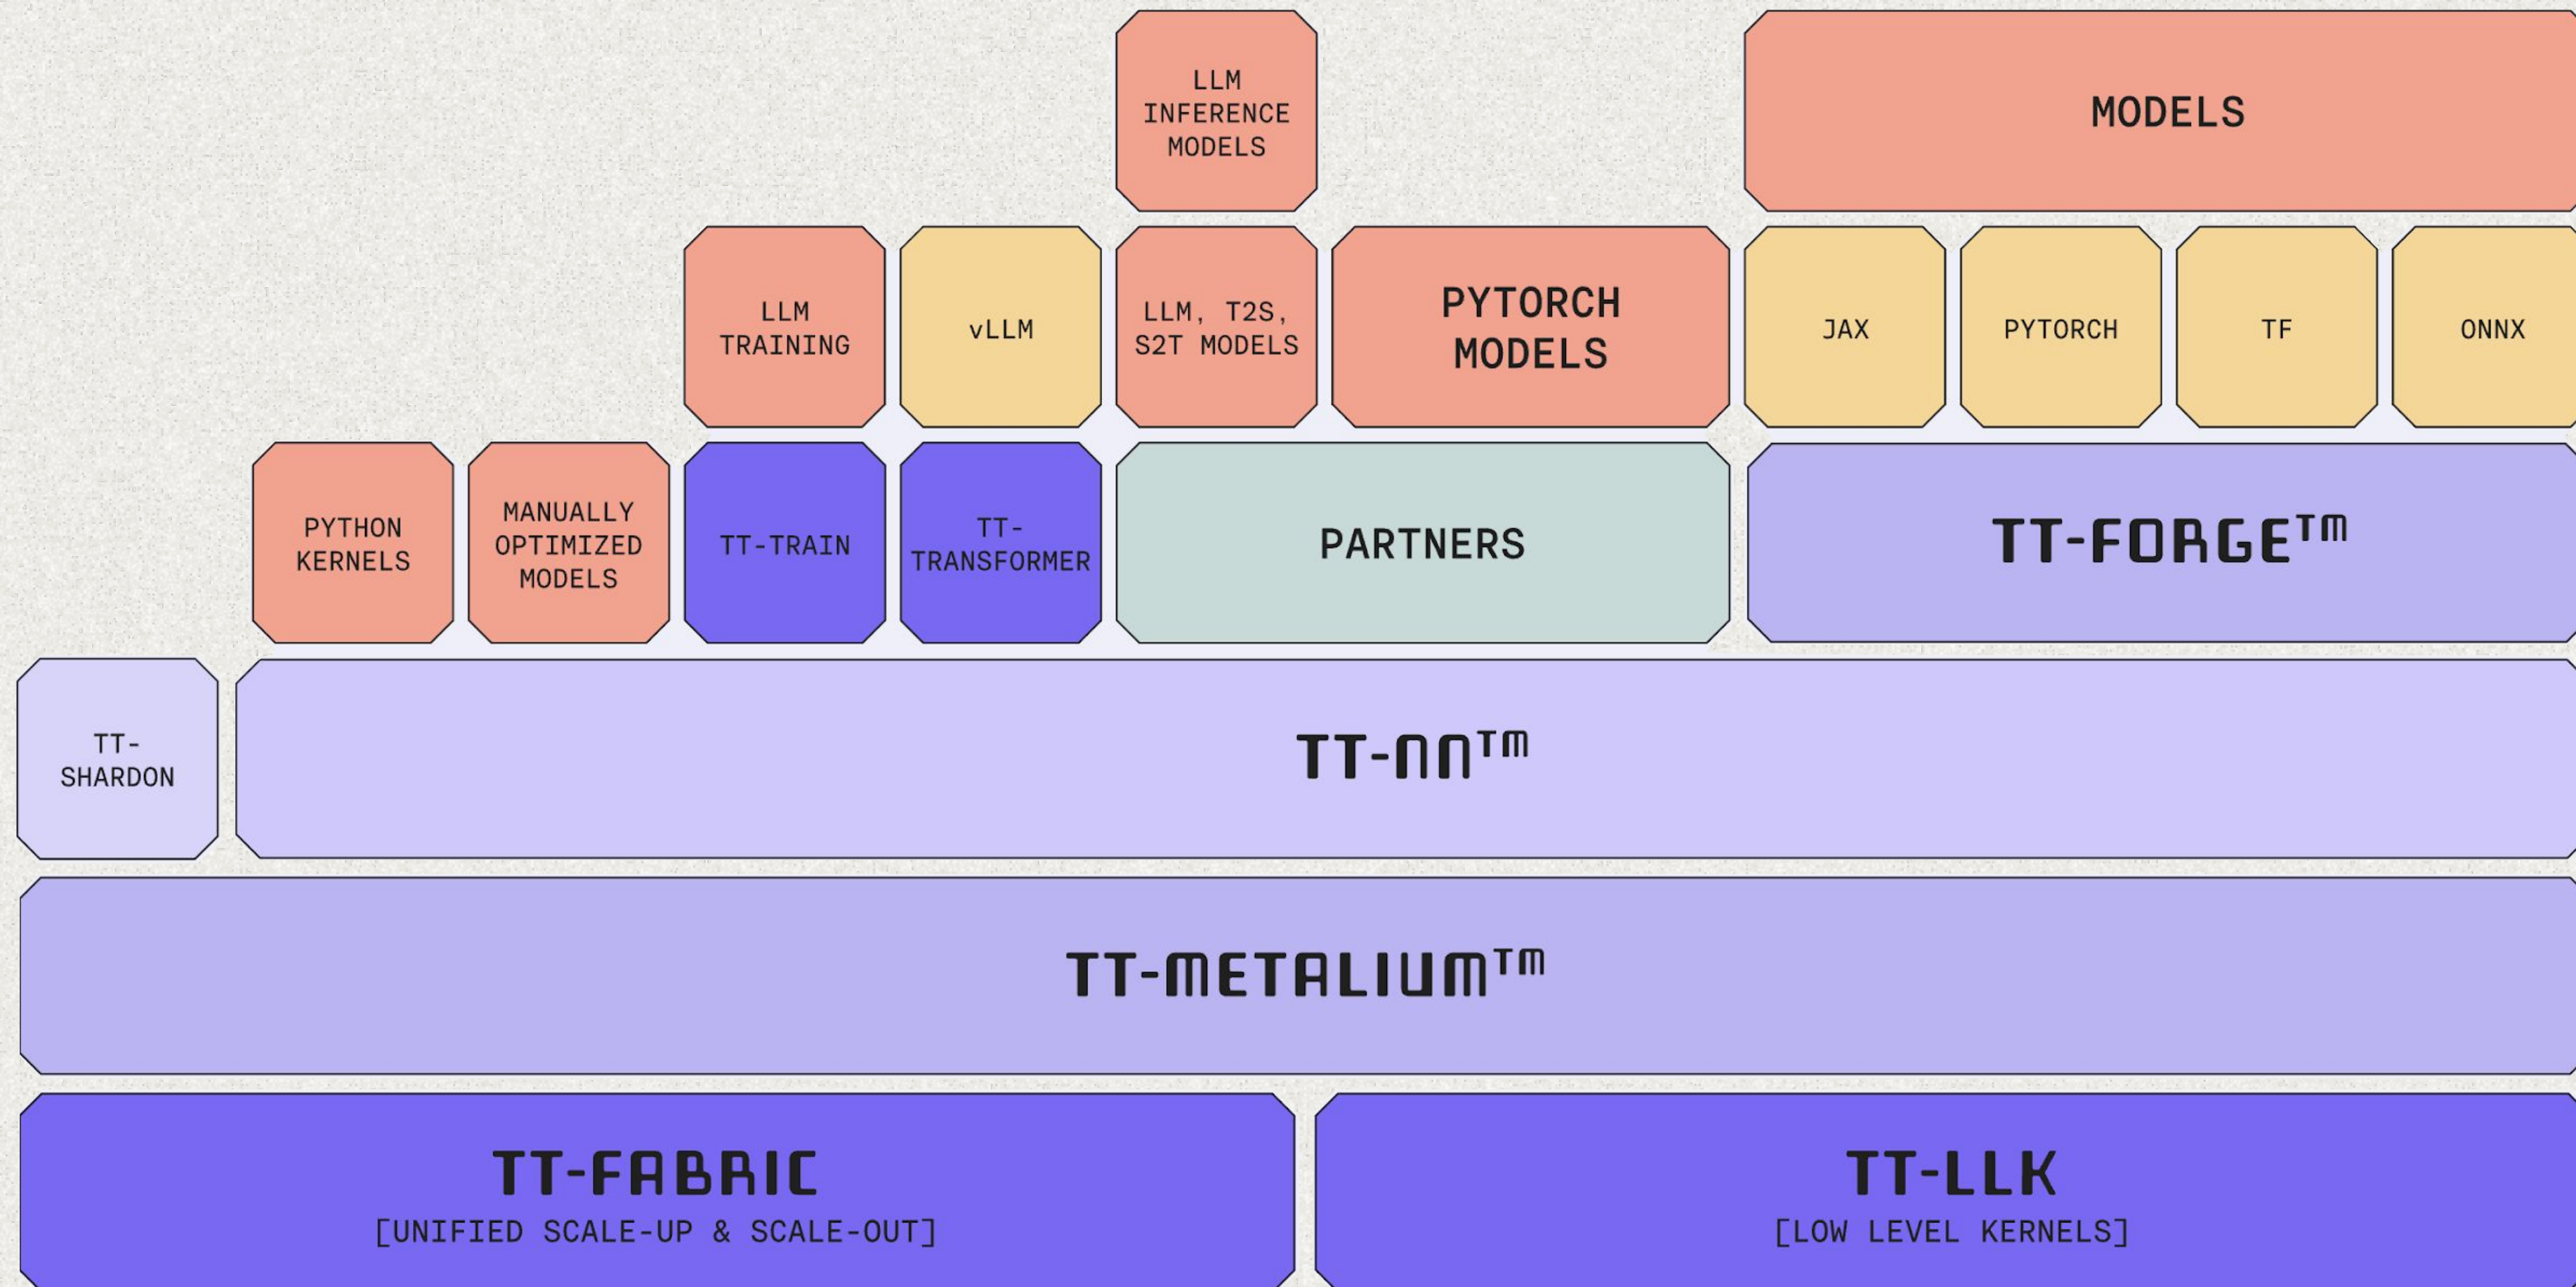 LLM
INFERENCE
MODELS
MODELS
LLM
TRAINING
vLLM
LLM, T2S,
S2T MODELS
PYTORCH
MODELS
JAX
PYTORCH
TF
ONNX
PYTHON
KERNELS
MANUALLY
OPTIMIZED
MODELS
TT-TRAIN
TT-
TRANSFORMER
PARTNERS
TT-FORGE™
TT-
SHARDON
TT-NN™
TT-METALIUM™
TT-FABRIC
[UNIFIED SCALE-UP & SCALE-OUT]
TT-LLK
[LOW LEVEL KERNELS]